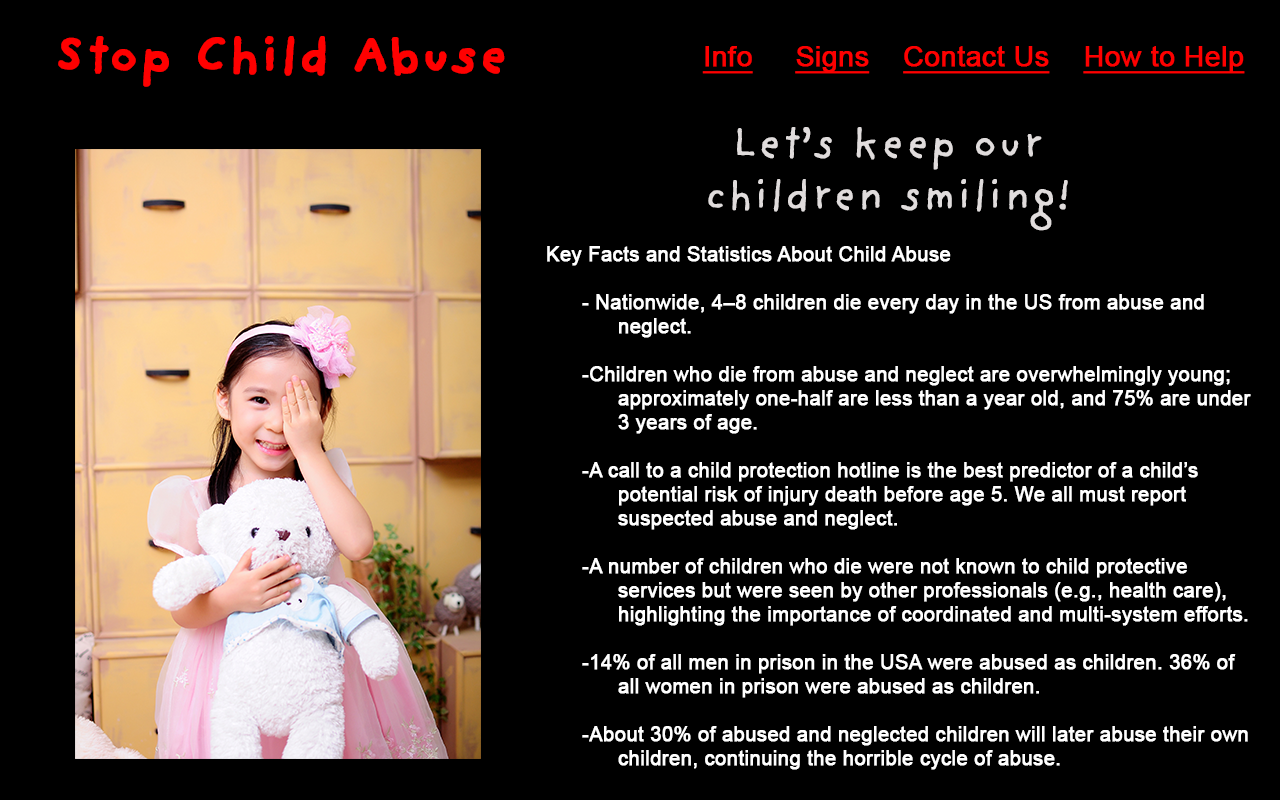 Stop Child Abuse
Info Signs Contact Us How to Help
Let's keep our
children smiling!
Key Facts and Statistics About Child Abuse
- Nationwide, 4–8 children die every day in the US from abuse and
neglect.
-Children who die from abuse and neglect are overwhelmingly young;
approximately one-half are less than a year old, and 75% are under
3 years of age.
-A call to a child protection hotline is the best predictor of a child’s
potential risk of injury death before age 5. We all must report
suspected abuse and neglect.
-A number of children who die were not known to child protective
services but were seen by other professionals (e.g., health care),
highlighting the importance of coordinated and multi-system efforts.
-14% of all men in prison in the USA were abused as children. 36% of
all women in prison were abused as children.
-About 30% of abused and neglected children will later abuse their own
children, continuing the horrible cycle of abuse.